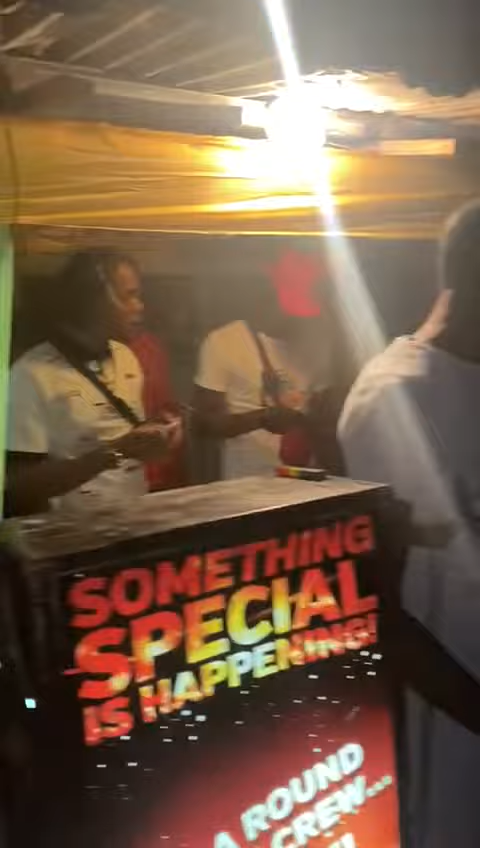 SOMETHING
SPECIAL
IS HAPPENING!
A ROUND
CREW...